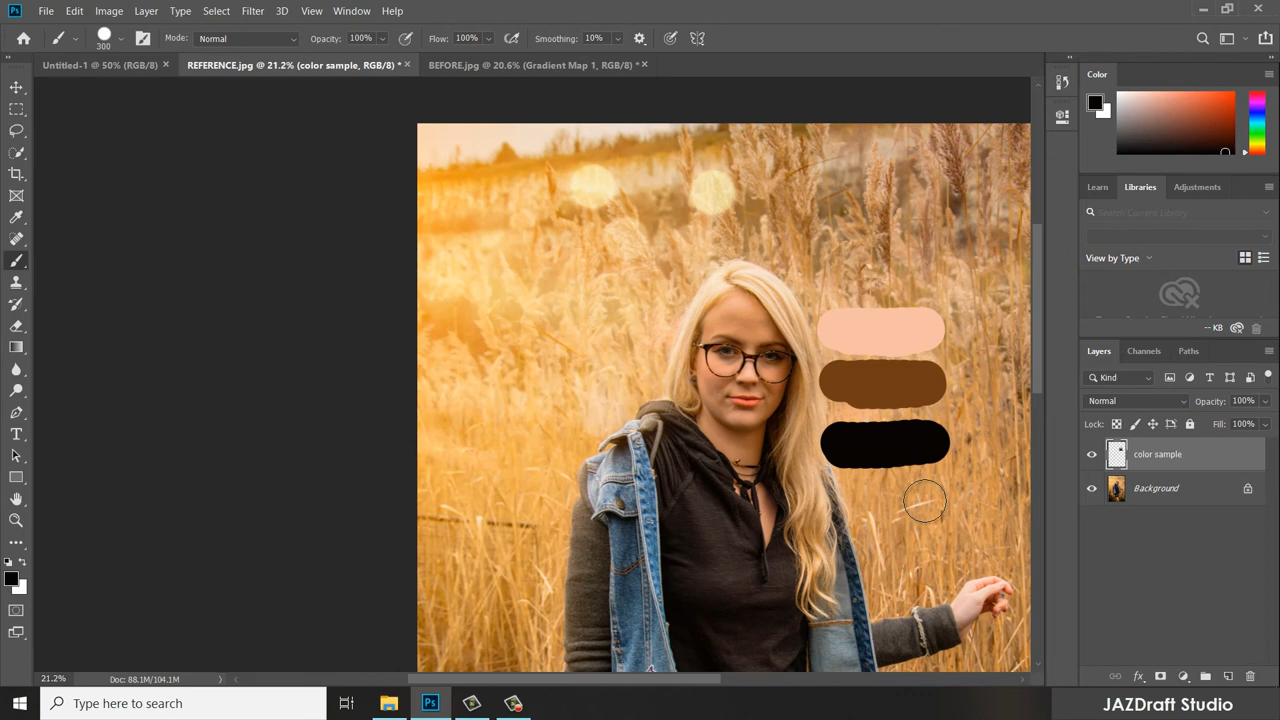 Ps File Edit Image Layer Type Select Filter 3D View Window Help
300 Mode: Normal Opacity: 100% Flow: 100% Smoothing: 10%
Untitled-1 @ 50% (RGB/8) × REFERENCE.jpg @ 21.2% (color sample, RGB/8) * × BEFORE.jpg @ 20.6% (Gradient Map 1, RGB/8) * ×
Color
Learn Libraries Adjustments
Search Current Library
View by Type
-- KB
Layers Channels Paths
Kind
Normal Opacity: 100%
Lock: Fill: 100%
color sample
Background
21.2% Doc: 88.1M/104.1M
Type here to search
Ps
JAZDraft Studio